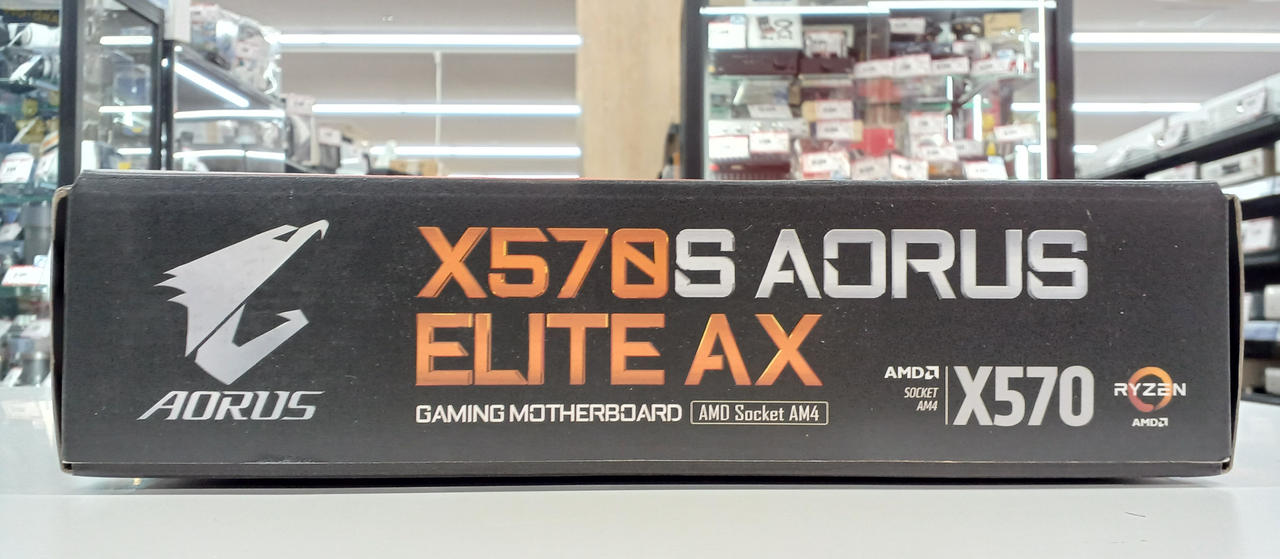 X570S AORUS
ELITE AX
GAMING MOTHERBOARD AMD Socket AM4
AORUS
AMD
SOCKET
AM4
X570
RYZEN
AMD